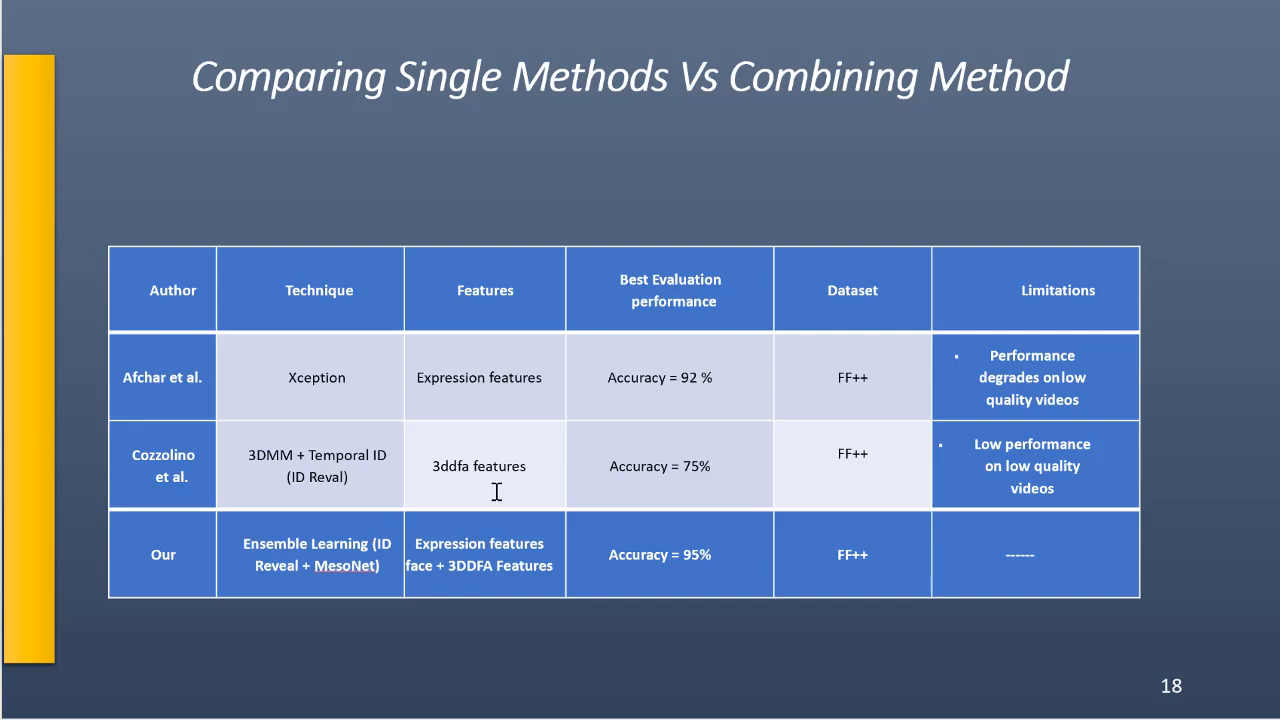 Comparing Single Methods Vs Combining Method
Author
Technique
Features
Best Evaluation
performance
Dataset
Limitations
Afchar et al.
Xception
Expression features
Accuracy = 92 %
FF++
▪ Performance
degrades onlow
quality videos
Cozzolino
et al.
3DMM + Temporal ID
(ID Reval)
3ddfa features
Accuracy = 75%
FF++
▪ Low performance
on low quality
videos
Our
Ensemble Learning (ID
Reveal + MesoNet)
Expression features
face + 3DDFA Features
Accuracy = 95%
FF++
------
18